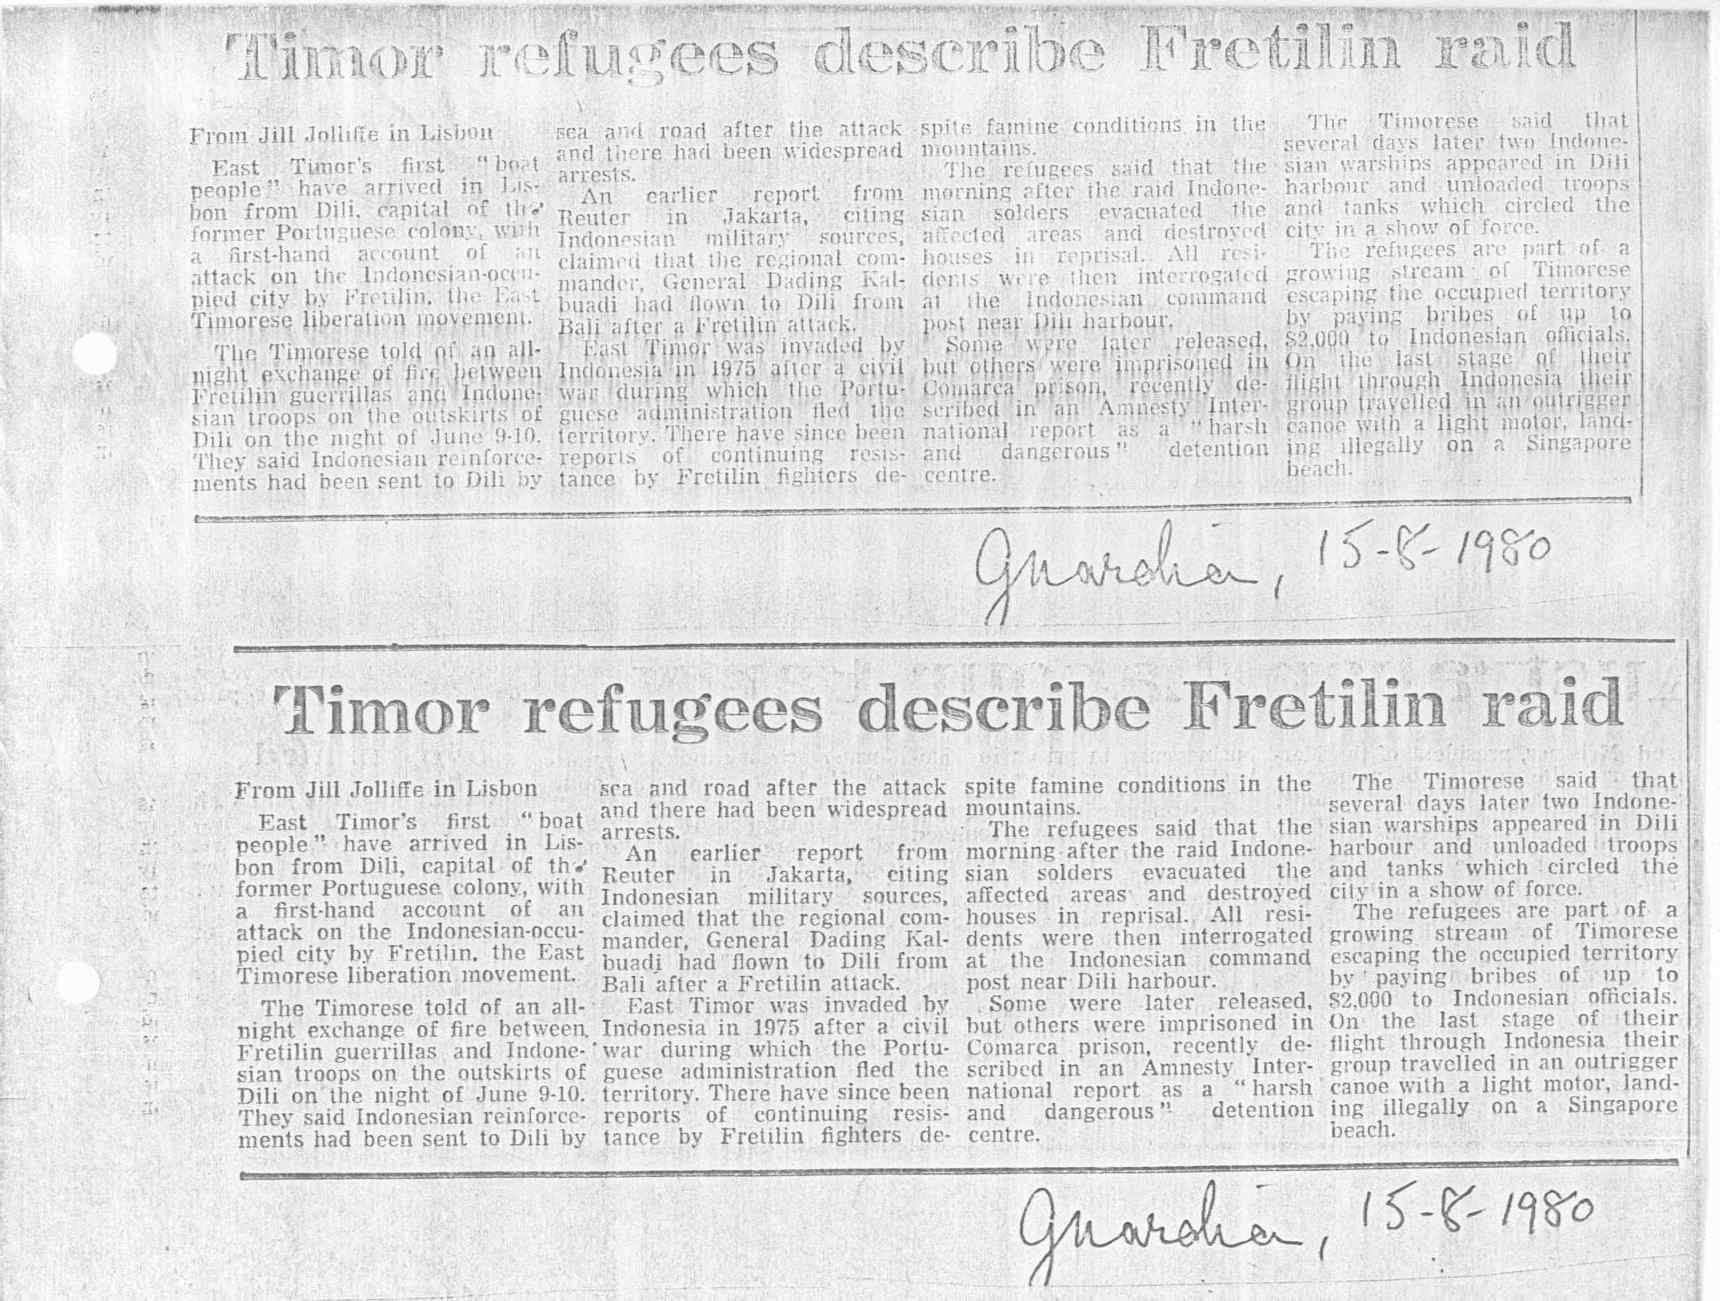 Timor refugees describe Fretilin raid
From Jill Jolliffe in Lisbon
East Timor's first "boat
people" have arrived in Lis-
bon from Dili, capital of the
former Portuguese colony, with
a first-hand account of an
attack on the Indonesian-occu-
pied city by Fretilin, the East
Timorese liberation movement.
The Timorese told of an all-
night exchange of fire between
Fretilin guerrillas and Indone-
sian troops on the outskirts of
Dili on the night of June 9-10.
They said Indonesian reinforce-
ments had been sent to Dili by
sea and road after the attack
and there had been widespread
arrests.
An earlier report from
Reuter in Jakarta, citing
Indonesian military sources,
claimed that the regional com-
mander, General Dading Kal-
buadi had flown to Dili from
Bali after a Fretilin attack.
East Timor was invaded by
Indonesia in 1975 after a civil
war during which the Portu-
guese administration fled the
territory. There have since been
reports of continuing resis-
tance by Fretilin fighters de-
spite famine conditions in the
mountains.
The refugees said that the
morning after the raid Indone-
sian solders evacuated the
affected areas and destroyed
houses in reprisal. All resi-
dents were then interrogated
at the Indonesian command
post near Dili harbour.
Some were later released,
but others were imprisoned in
Comarca prison, recently de-
scribed in an Amnesty Inter-
national report as a "harsh
and dangerous" detention
centre.
The Timorese said that
several days later two Indone-
sian warships appeared in Dili
harbour and unloaded troops
and tanks which circled the
city in a show of force.
The refugees are part of a
growing stream of Timorese
escaping the occupied territory
by paying bribes of up to
$2,000 to Indonesian officials.
On the last stage of their
flight through Indonesia their
group travelled in an outrigger
canoe with a light motor, land-
ing illegally on a Singapore
beach.
Guardian, 15-8-1980
Timor refugees describe Fretilin raid
From Jill Jolliffe in Lisbon
East Timor's first "boat
people" have arrived in Lis-
bon from Dili, capital of the
former Portuguese colony, with
a first-hand account of an
attack on the Indonesian-occu-
pied city by Fretilin, the East
Timorese liberation movement.
The Timorese told of an all-
night exchange of fire between
Fretilin guerrillas and Indone-
sian troops on the outskirts of
Dili on the night of June 9-10.
They said Indonesian reinforce-
ments had been sent to Dili by
sea and road after the attack
and there had been widespread
arrests.
An earlier report from
Reuter in Jakarta, citing
Indonesian military sources,
claimed that the regional com-
mander, General Dading Kal-
buadi had flown to Dili from
Bali after a Fretilin attack.
East Timor was invaded by
Indonesia in 1975 after a civil
war during which the Portu-
guese administration fled the
territory. There have since been
reports of continuing resis-
tance by Fretilin fighters de-
spite famine conditions in the
mountains.
The refugees said that the
morning after the raid Indone-
sian solders evacuated the
affected areas and destroyed
houses in reprisal. All resi-
dents were then interrogated
at the Indonesian command
post near Dili harbour.
Some were later released,
but others were imprisoned in
Comarca prison, recently de-
scribed in an Amnesty Inter-
national report as a "harsh
and dangerous" detention
centre.
The Timorese said that
several days later two Indone-
sian warships appeared in Dili
harbour and unloaded troops
and tanks which circled the
city in a show of force.
The refugees are part of a
growing stream of Timorese
escaping the occupied territory
by paying bribes of up to
$2,000 to Indonesian officials.
On the last stage of their
flight through Indonesia their
group travelled in an outrigger
canoe with a light motor, land-
ing illegally on a Singapore
beach.
Guardian, 15-8-1980